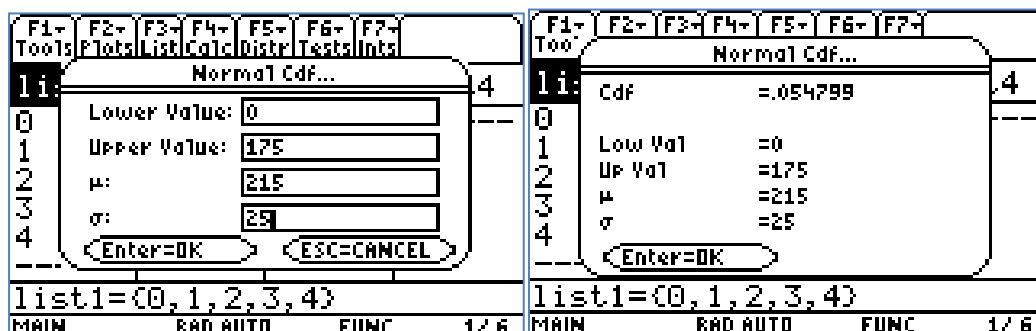 F1▾ F2▾ F3▾ F4▾ F5▾ F6▾ F7▾
Tools Plots List Calc Distr Tests Ints
Normal Cdf...
li
4
Lower Value: 0
Upper Value: 175
μ: 215
σ: 25
Enter=OK ESC=CANCEL
0
1
2
3
4
list1={0,1,2,3,4}
MAIN RAD AUTO FUNC 1/6
F1▾ F2▾ F3▾ F4▾ F5▾ F6▾ F7▾
Too
Normal Cdf...
li
.4
Cdf =.054799
Low Val =0
Up Val =175
μ =215
σ =25
Enter=OK
0
1
2
3
4
list1={0,1,2,3,4}
MAIN RAD AUTO FUNC 1/6